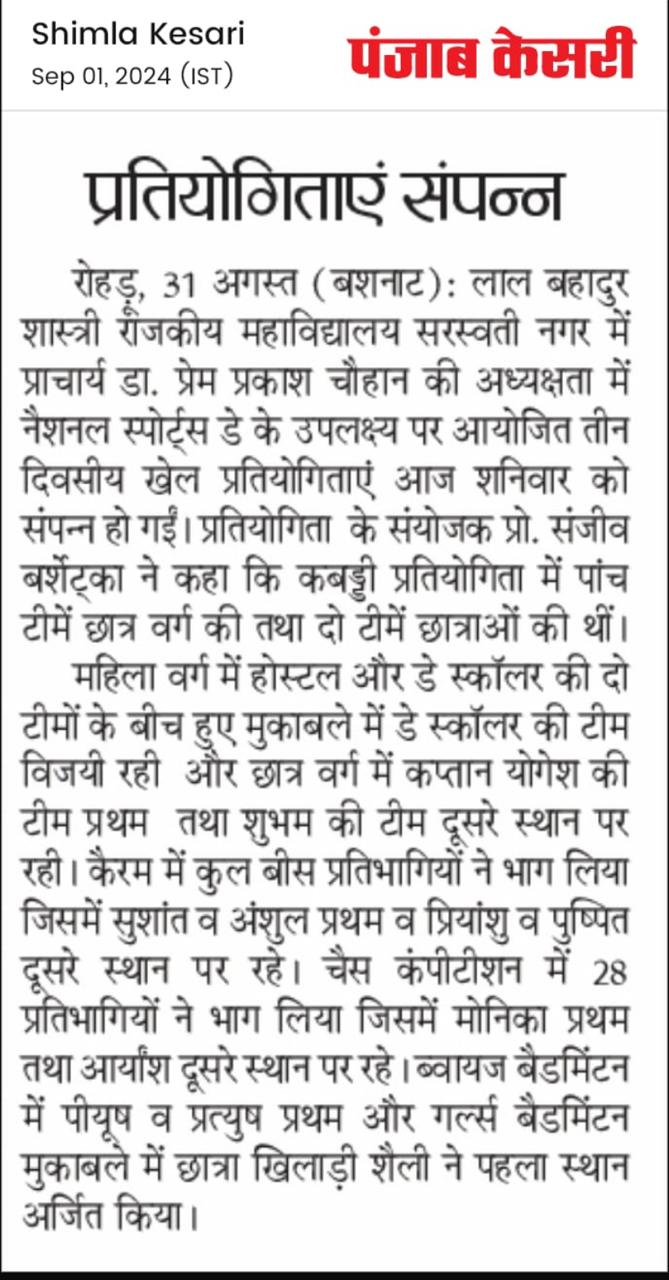 Shimla Kesari
Sep 01, 2024 (IST)
पंजाब केसरी
प्रतियोगिताएं संपन्न
रोहड़ू, 31 अगस्त (बशनाट): लाल बहादुर
शास्त्री राजकीय महाविद्यालय सरस्वती नगर में
प्राचार्य डा. प्रेम प्रकाश चौहान की अध्यक्षता में
नैशनल स्पोर्ट्स डे के उपलक्ष्य पर आयोजित तीन
दिवसीय खेल प्रतियोगिताएं आज शनिवार को
संपन्न हो गईं। प्रतियोगिता के संयोजक प्रो. संजीव
बर्शेट्का ने कहा कि कबड्डी प्रतियोगिता में पांच
टीमें छात्र वर्ग की तथा दो टीमें छात्राओं की थीं।
महिला वर्ग में होस्टल और डे स्कॉलर की दो
टीमों के बीच हुए मुकाबले में डे स्कॉलर की टीम
विजयी रही और छात्र वर्ग में कप्तान योगेश की
टीम प्रथम तथा शुभम की टीम दूसरे स्थान पर
रही। कैरम में कुल बीस प्रतिभागियों ने भाग लिया
जिसमें सुशांत व अंशुल प्रथम व प्रियांशु व पुष्पित
दूसरे स्थान पर रहे। चैस कंपीटीशन में 28
प्रतिभागियों ने भाग लिया जिसमें मोनिका प्रथम
तथा आर्यांश दूसरे स्थान पर रहे। ब्वायज बैडमिंटन
में पीयूष व प्रत्युष प्रथम और गर्ल्स बैडमिंटन
मुकाबले में छात्रा खिलाड़ी शैली ने पहला स्थान
अर्जित किया।